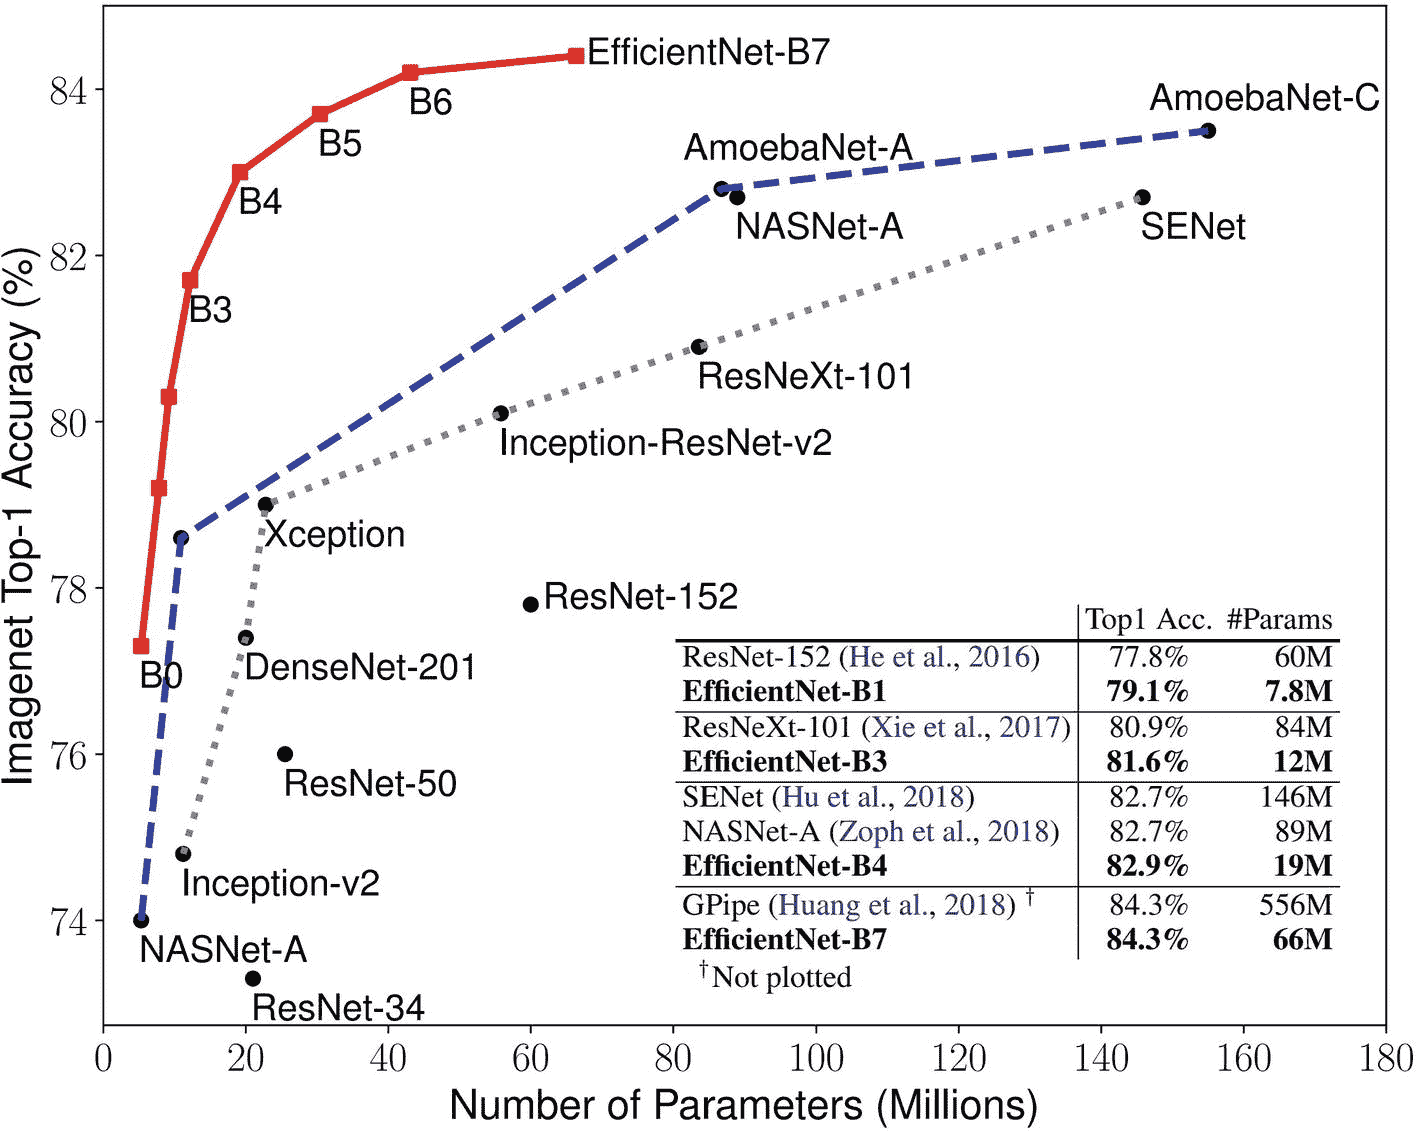 EfficientNet-B7
84
AmoebaNet-C
B6
B5
AmoebaNet-A
B4
NASNet-A
SENet
82
B3
ResNeXt-101
80
Inception-ResNet-v2
Xception
78
ResNet-152
Top1 Acc. #Params
ResNet-152 (He et al., 2016) 77.8% 60M
EfficientNet-B1 79.1% 7.8M
ResNeXt-101 (Xie et al., 2017) 80.9% 84M
EfficientNet-B3 81.6% 12M
SENet (Hu et al., 2018) 82.7% 146M
NASNet-A (Zoph et al., 2018) 82.7% 89M
EfficientNet-B4 82.9% 19M
GPipe (Huang et al., 2018) † 84.3% 556M
EfficientNet-B7 84.3% 66M
†Not plotted
B0
DenseNet-201
76
ResNet-50
Inception-v2
74
NASNet-A
ResNet-34
0 20 40 60 80 100 120 140 160 180
Number of Parameters (Millions)
Imagenet Top-1 Accuracy (%)